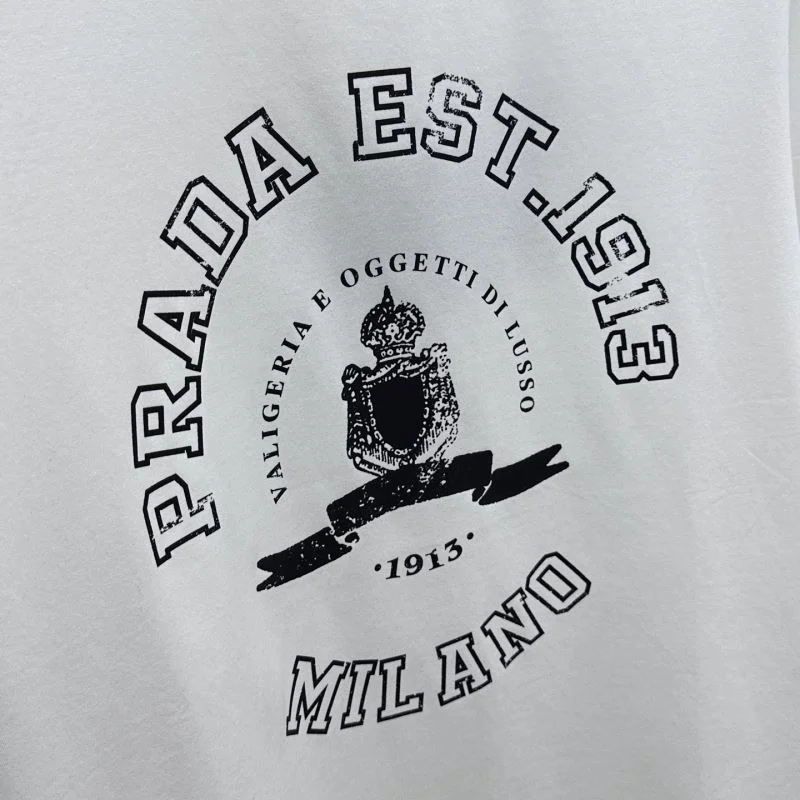 PRADA EST.1913
VALIGERIA E OGGETTI DI LUSSO
·1913·
MILANO